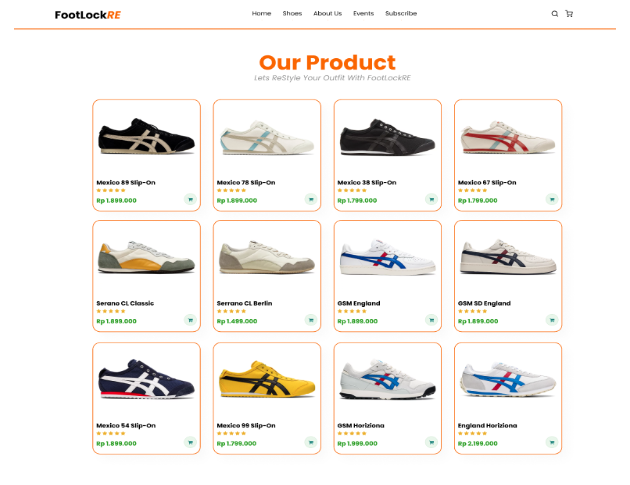 FootLockRE
Home Shoes About Us Events Subscribe
Our Product
Lets ReStyle Your Outfit With FootLockRE
Mexico 89 Slip-On
Rp 1.899.000
Mexico 78 Slip-On
Rp 1.899.000
Mexico 38 Slip-On
Rp 1.799.000
Mexico 67 Slip-On
Rp 1.799.000
Serano CL Classic
Rp 1.899.000
Serrano CL Berlin
Rp 1.499.000
GSM England
Rp 1.899.000
GSM SD England
Rp 1.899.000
Mexico 54 Slip-On
Rp 1.899.000
Mexico 99 Slip-On
Rp 1.799.000
GSM Horiziona
Rp 1.999.000
England Horiziona
Rp 2.199.000